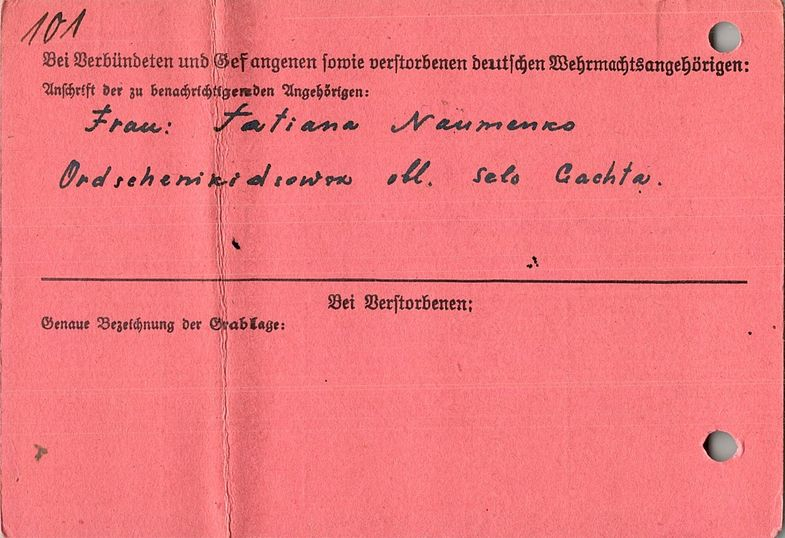 101
Bei Verbündeten und Gefangenen sowie verstorbenen deutschen Wehrmachtsangehörigen:
Anschrift der zu benachrichtigenden Angehörigen:
Frau: Tatiana Naumenko
Ordschenikidsowsk obl. selo Gachta.
Bei Verstorbenen:
Genaue Bezeichnung der Grablage: